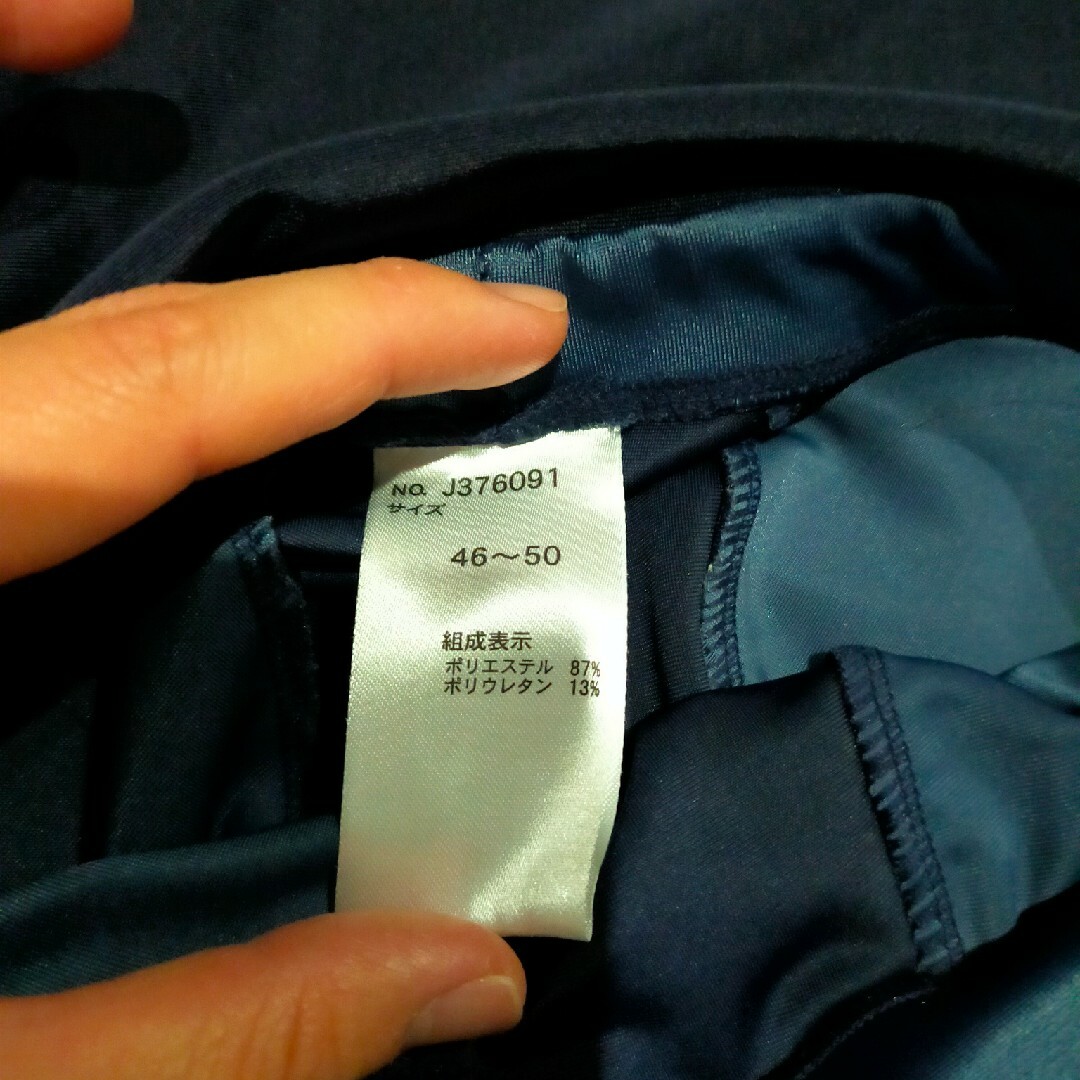 NO. J376091
サイズ
46～50
組成表示
ポリエステル 87%
ポリウレタン 13%